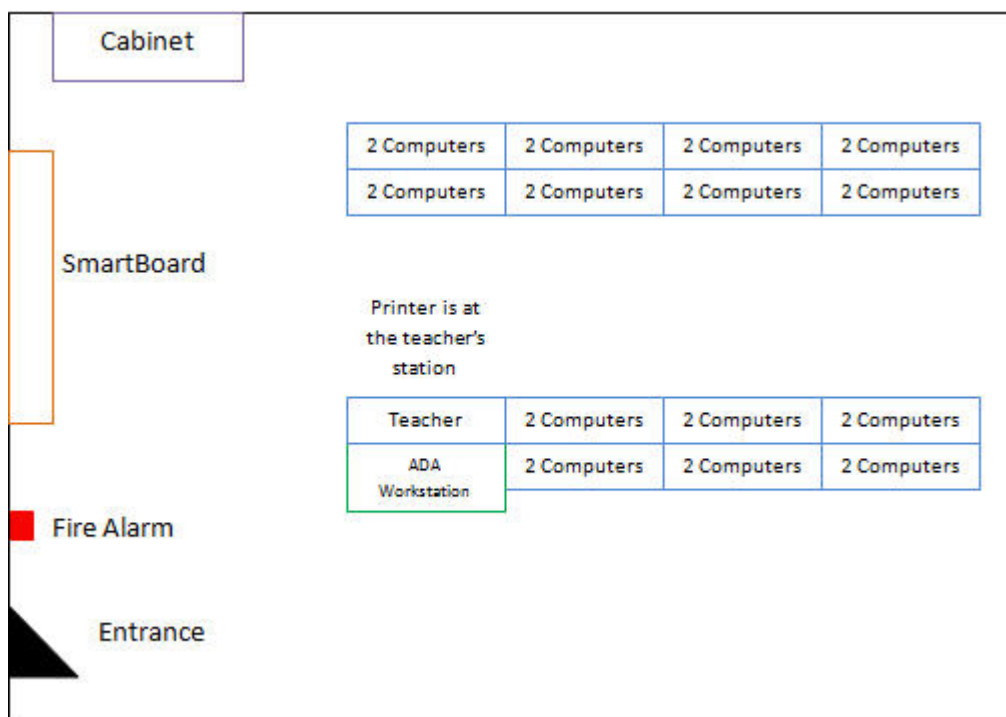 Cabinet
2 Computers 2 Computers 2 Computers 2 Computers
2 Computers 2 Computers 2 Computers 2 Computers
SmartBoard
Printer is at
the teacher's
station
Teacher 2 Computers 2 Computers 2 Computers
ADA
Workstation
2 Computers 2 Computers 2 Computers
Fire Alarm
Entrance